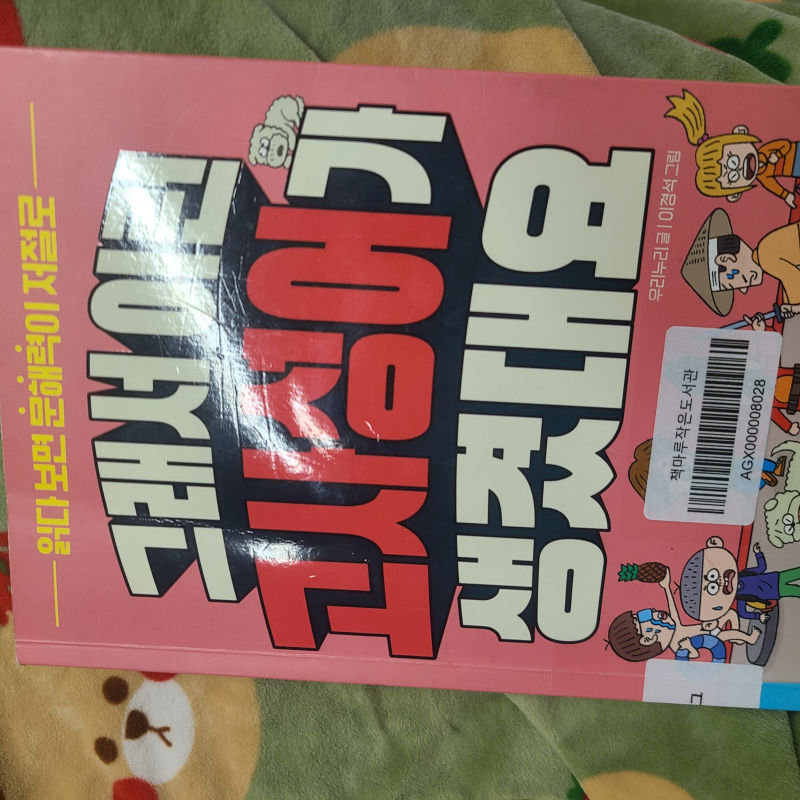 읽다 보면 문해력이 저절로
그래서 이런
고사성어가
생겼대요
우리누리 글 | 이경석 그림
책마루작은도서관
AGX000008028
그